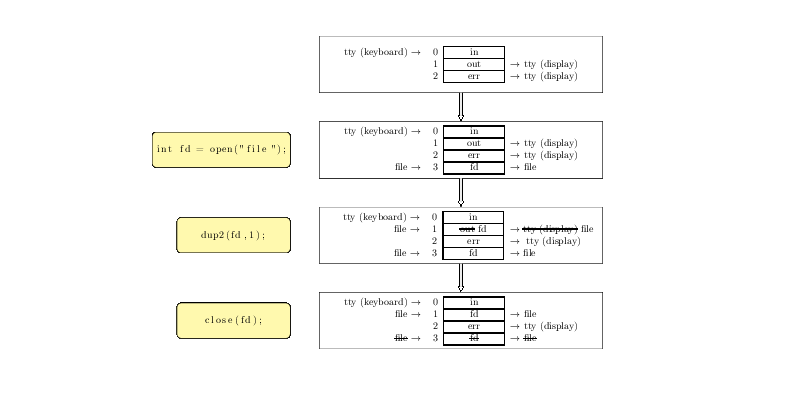 tty (keyboard) → 0 in
1 out → tty (display)
2 err → tty (display)
int fd = open("file");
tty (keyboard) → 0 in
1 out → tty (display)
2 err → tty (display)
file → 3 fd → file
dup2(fd,1);
tty (keyboard) → 0 in
file → 1 out fd → tty (display) file
2 err → tty (display)
file → 3 fd → file
close(fd);
tty (keyboard) → 0 in
file → 1 fd → file
2 err → tty (display)
file → 3 fd → file